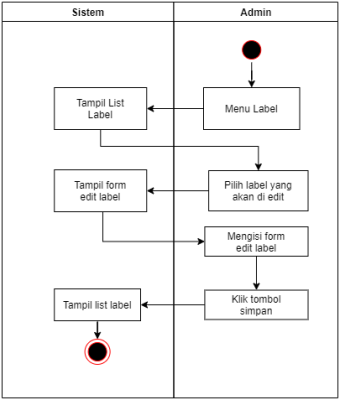 Sistem
Admin
Tampil List
Label
Menu Label
Tampil form
edit label
Pilih label yang
akan di edit
Mengisi form
edit label
Tampil list label
Klik tombol
simpan